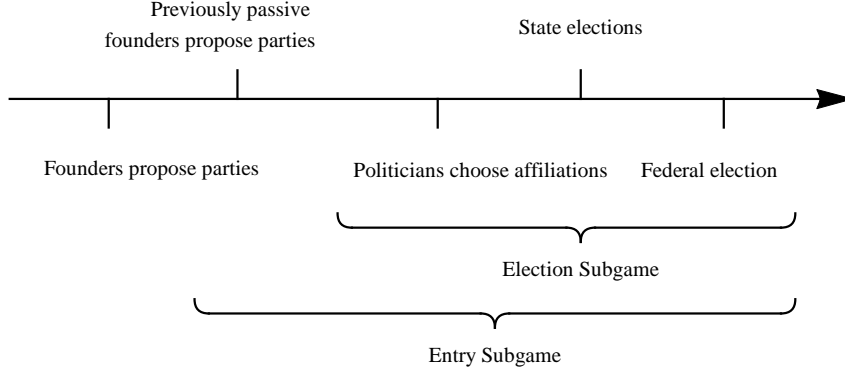 Previously passive
founders propose parties
State elections
Founders propose parties
Politicians choose affiliations
Federal election
Election Subgame
Entry Subgame